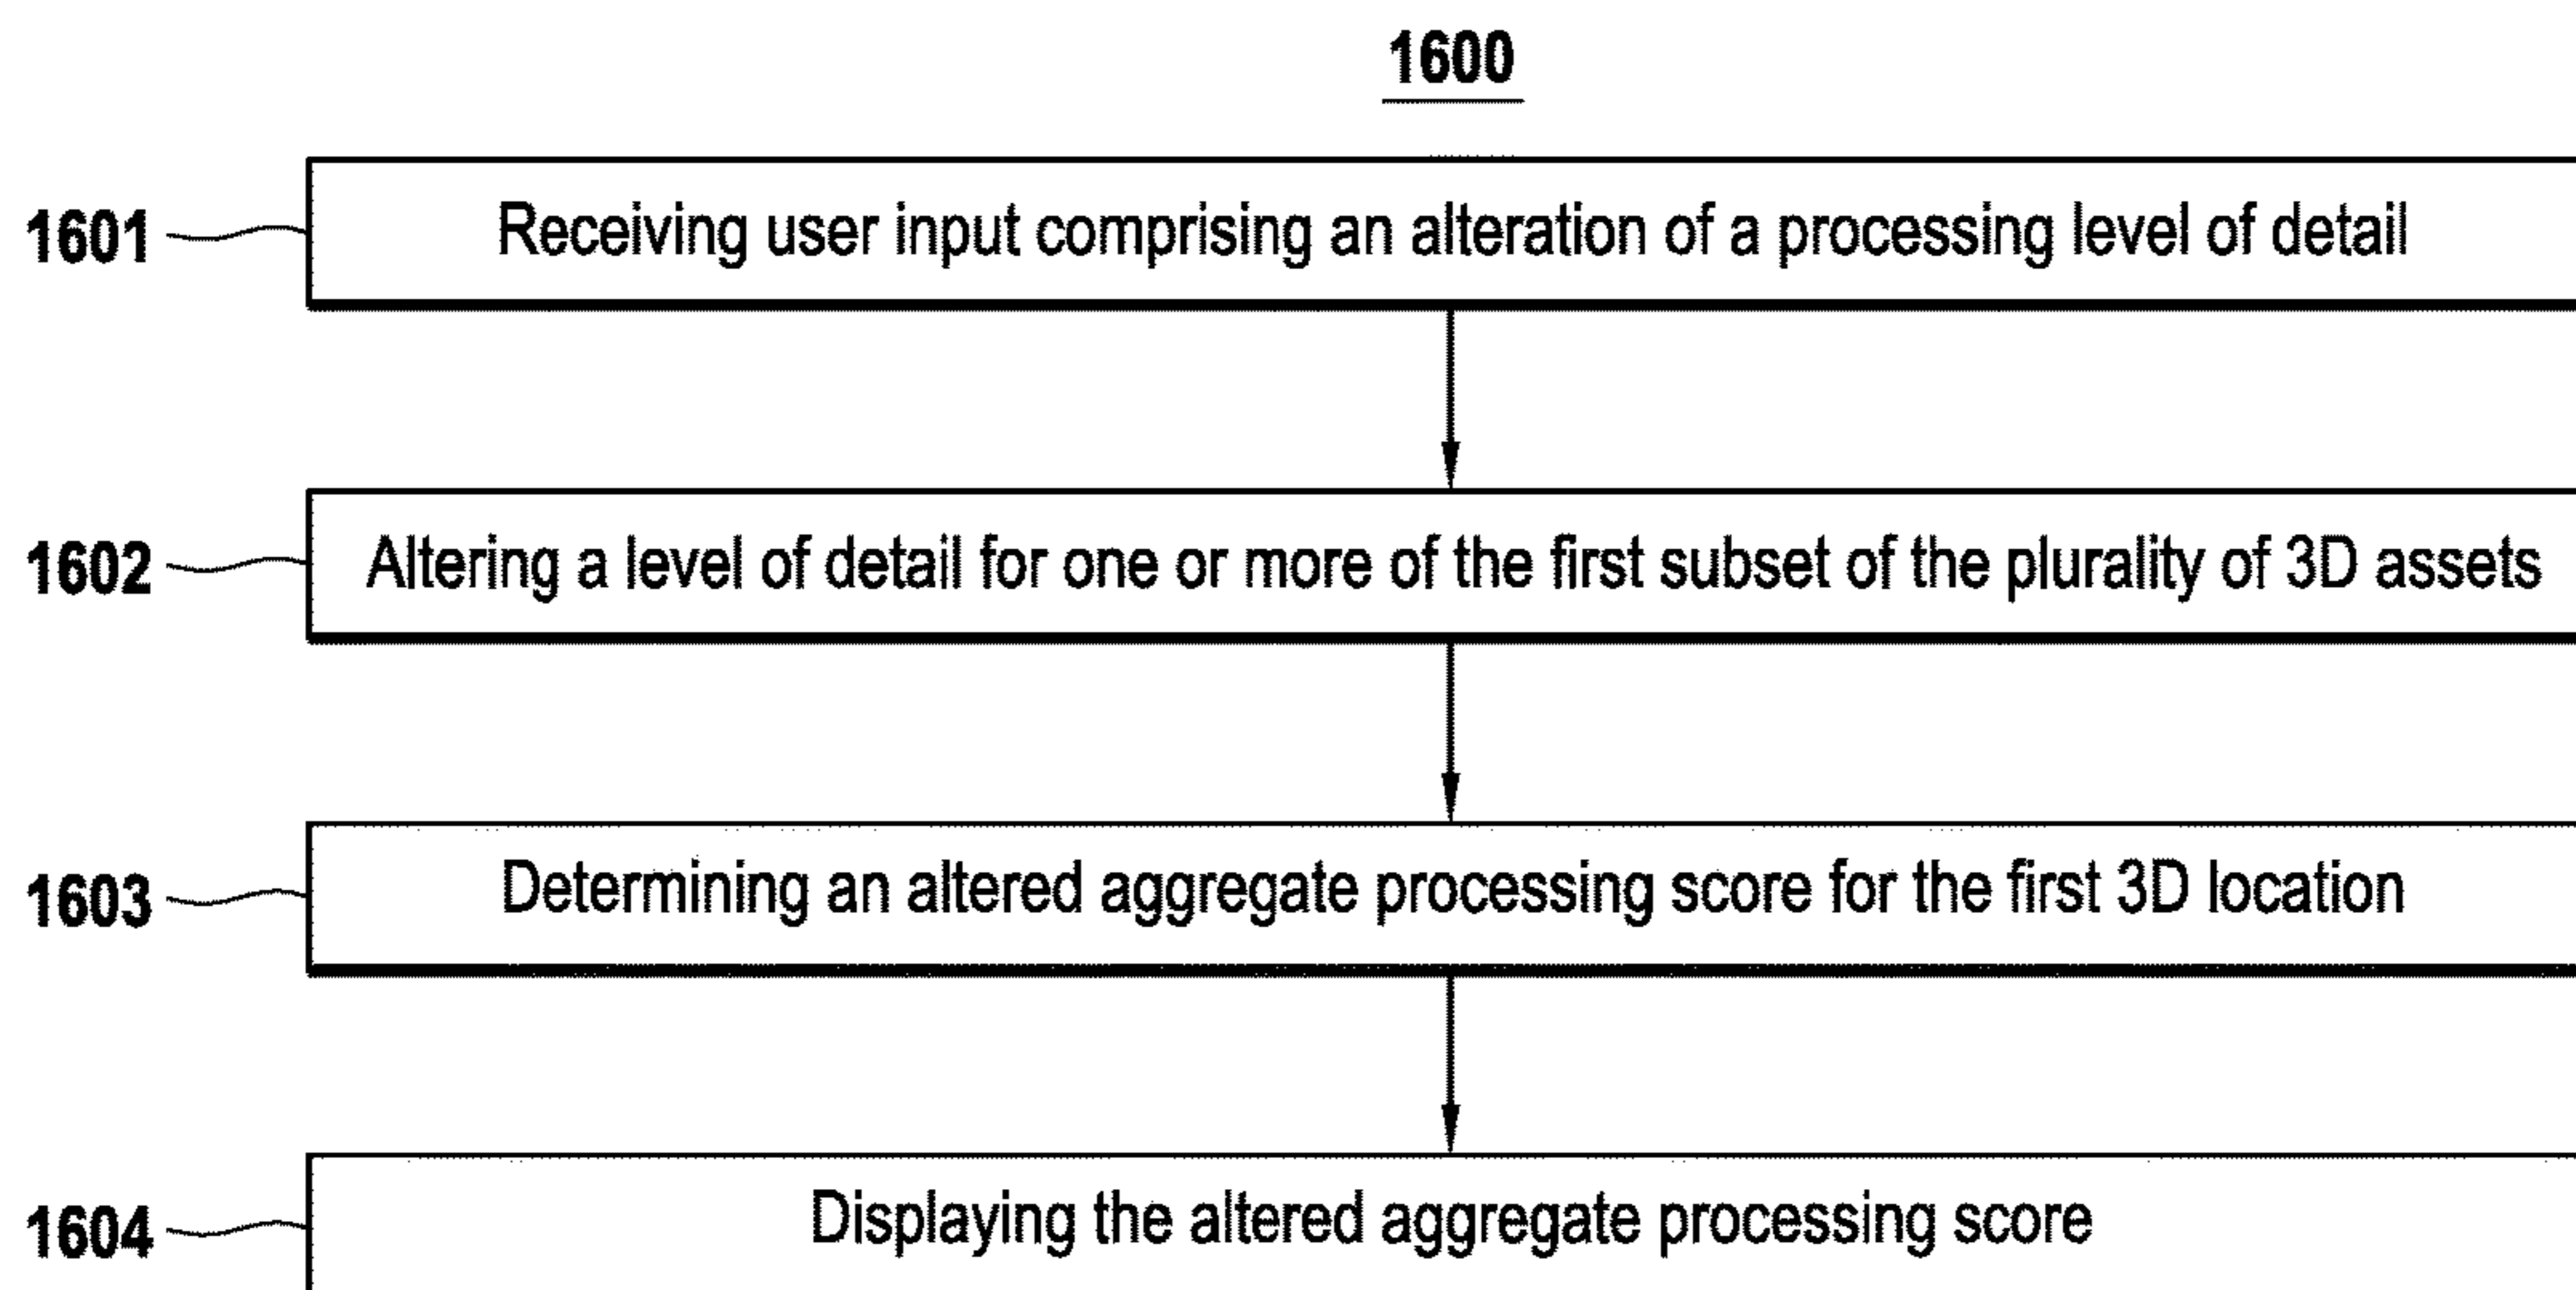 1600
1601 Receiving user input comprising an alteration of a processing level of detail
1602 Altering a level of detail for one or more of the first subset of the plurality of 3D assets
1603 Determining an altered aggregate processing score for the first 3D location
1604 Displaying the altered aggregate processing score